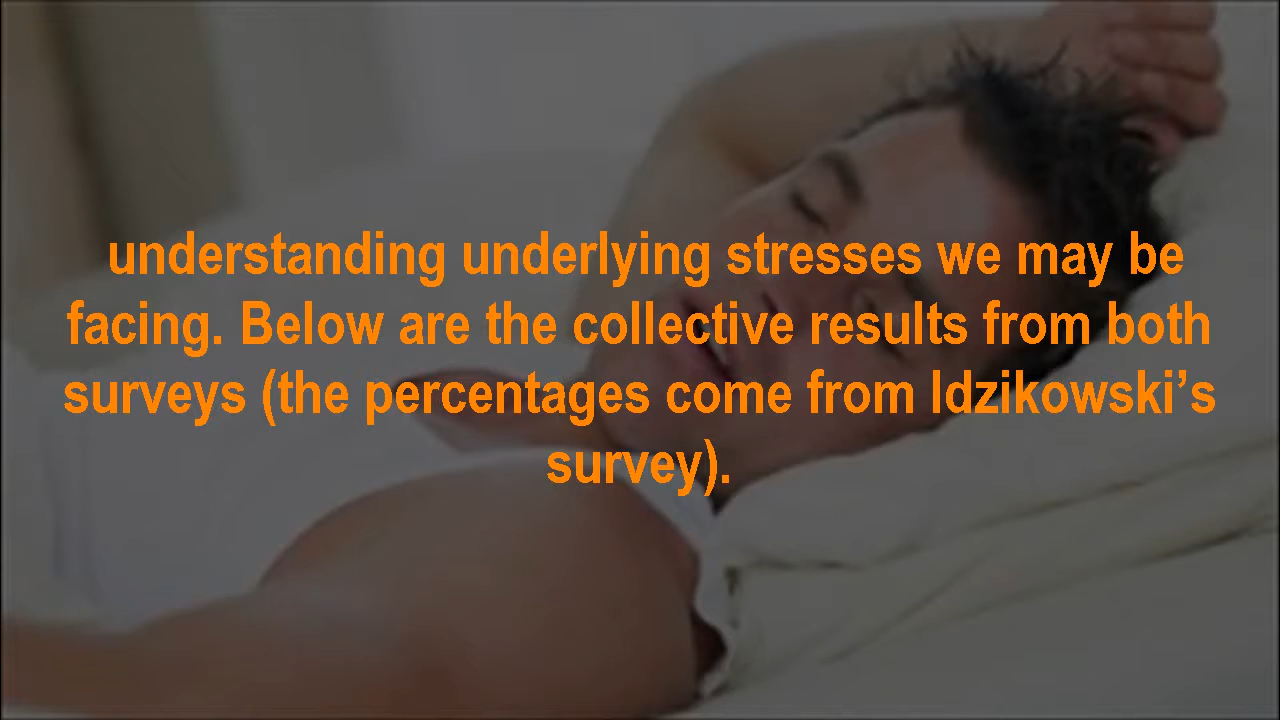 understanding underlying stresses we may be
facing. Below are the collective results from both
surveys (the percentages come from Idzikowski’s
survey).